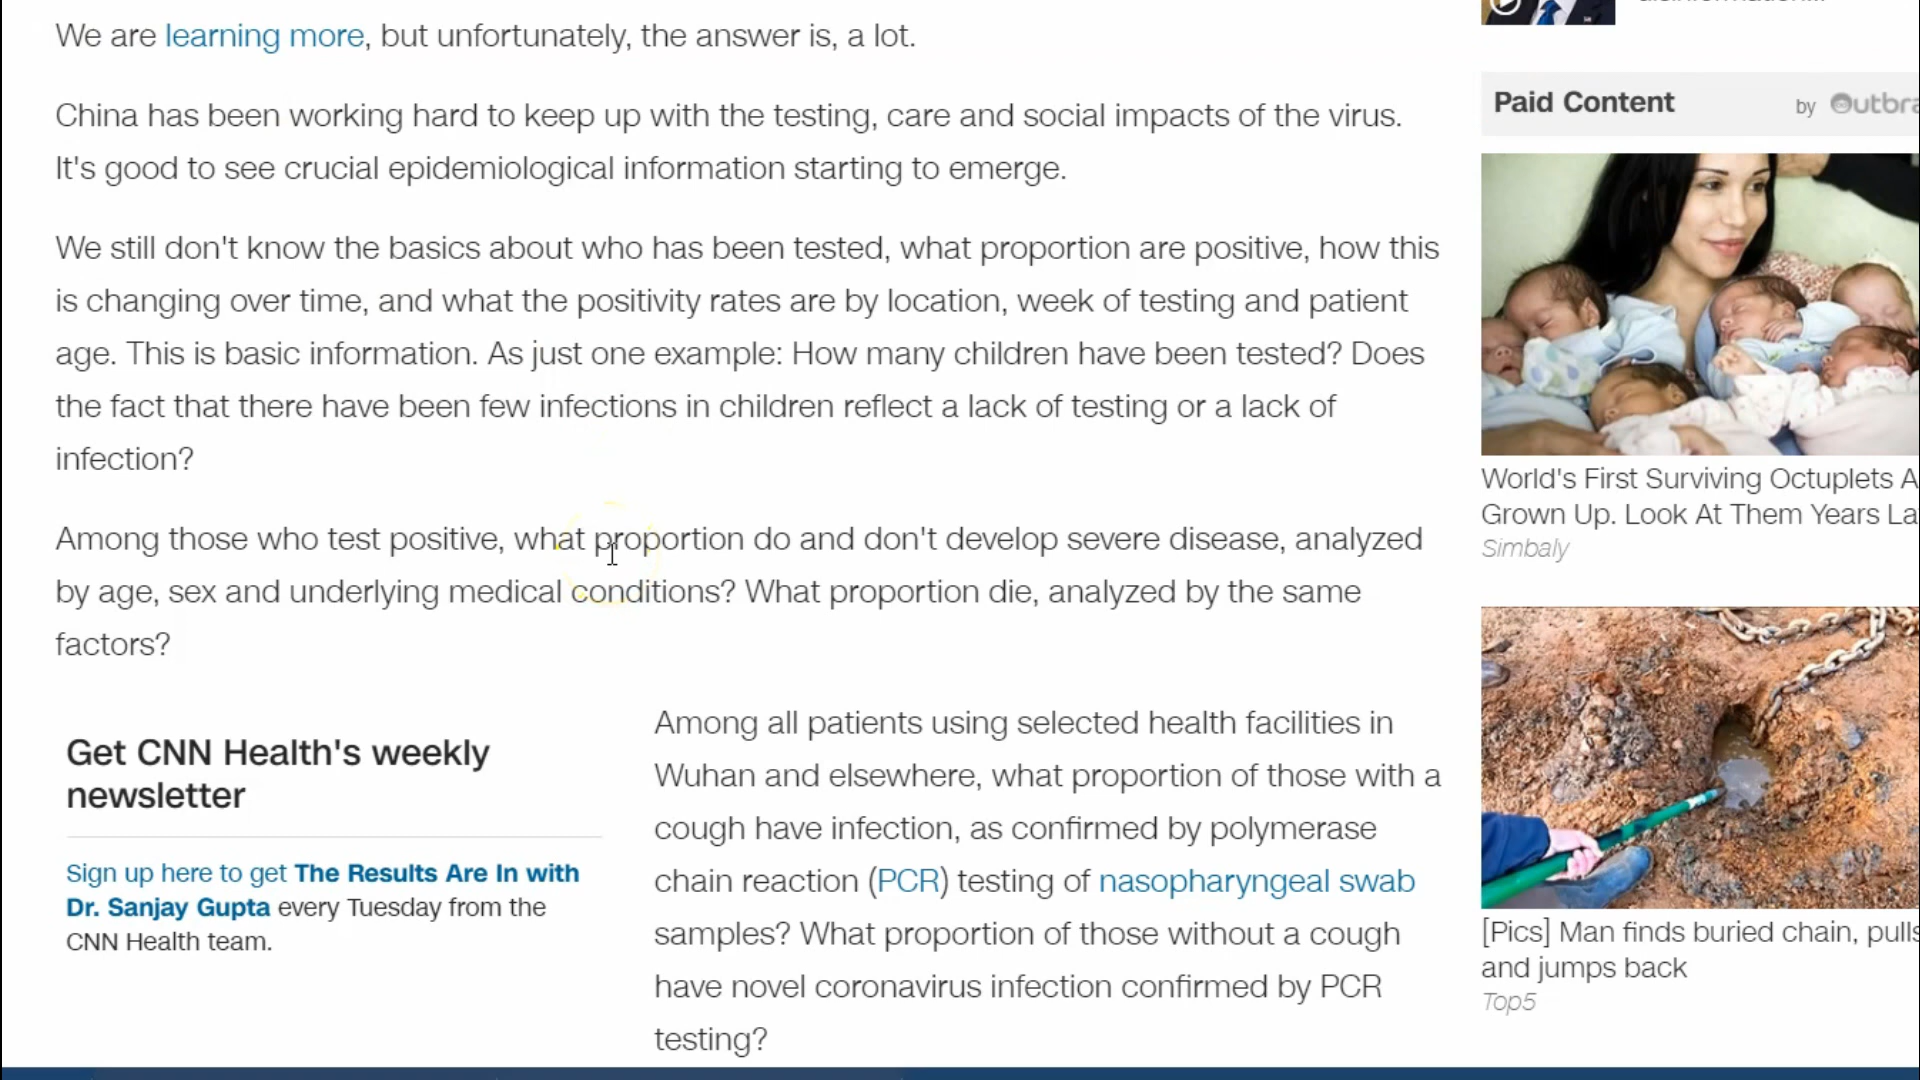 We are learning more, but unfortunately, the answer is, a lot.
China has been working hard to keep up with the testing, care and social impacts of the virus.
It's good to see crucial epidemiological information starting to emerge.
We still don't know the basics about who has been tested, what proportion are positive, how this
is changing over time, and what the positivity rates are by location, week of testing and patient
age. This is basic information. As just one example: How many children have been tested? Does
the fact that there have been few infections in children reflect a lack of testing or a lack of
infection?
Among those who test positive, what proportion do and don't develop severe disease, analyzed
by age, sex and underlying medical conditions? What proportion die, analyzed by the same
factors?
Get CNN Health's weekly
newsletter
Sign up here to get The Results Are In with
Dr. Sanjay Gupta every Tuesday from the
CNN Health team.
Among all patients using selected health facilities in
Wuhan and elsewhere, what proportion of those with a
cough have infection, as confirmed by polymerase
chain reaction (PCR) testing of nasopharyngeal swab
samples? What proportion of those without a cough
have novel coronavirus infection confirmed by PCR
testing?
Paid Content by Outbra
World's First Surviving Octuplets A
Grown Up. Look At Them Years La
Simbaly
[Pics] Man finds buried chain, pulls
and jumps back
Top5